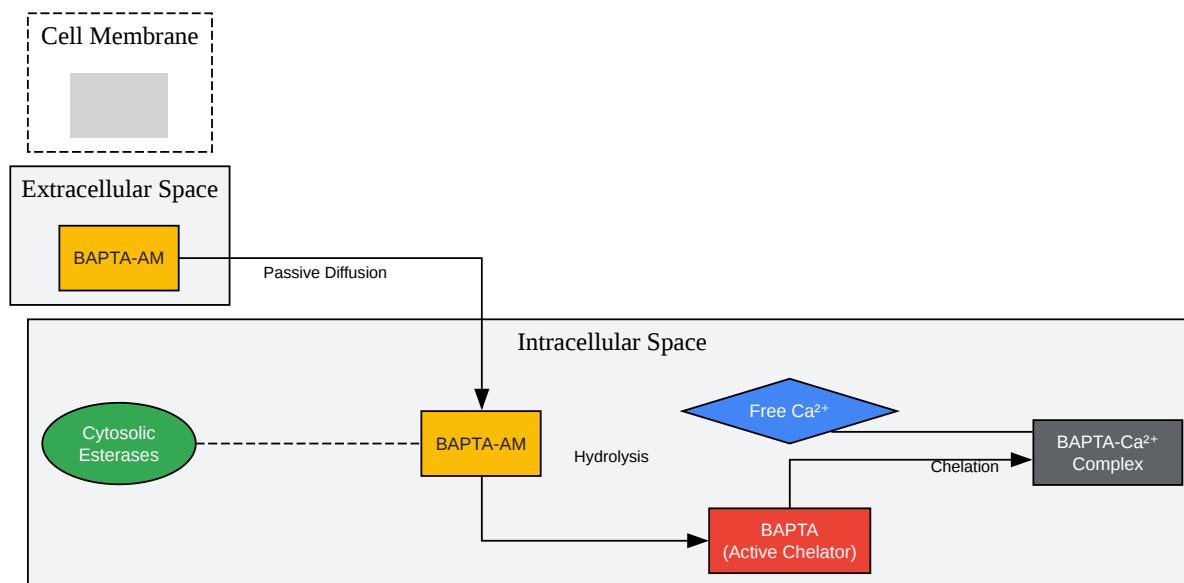 Cell Membrane
Extracellular Space
BAPTA-AM
Passive Diffusion
Intracellular Space
Cytosolic
Esterases
BAPTA-AM
Hydrolysis
Free Ca²⁺
Chelation
BAPTA-Ca²⁺
Complex
BAPTA
(Active Chelator)